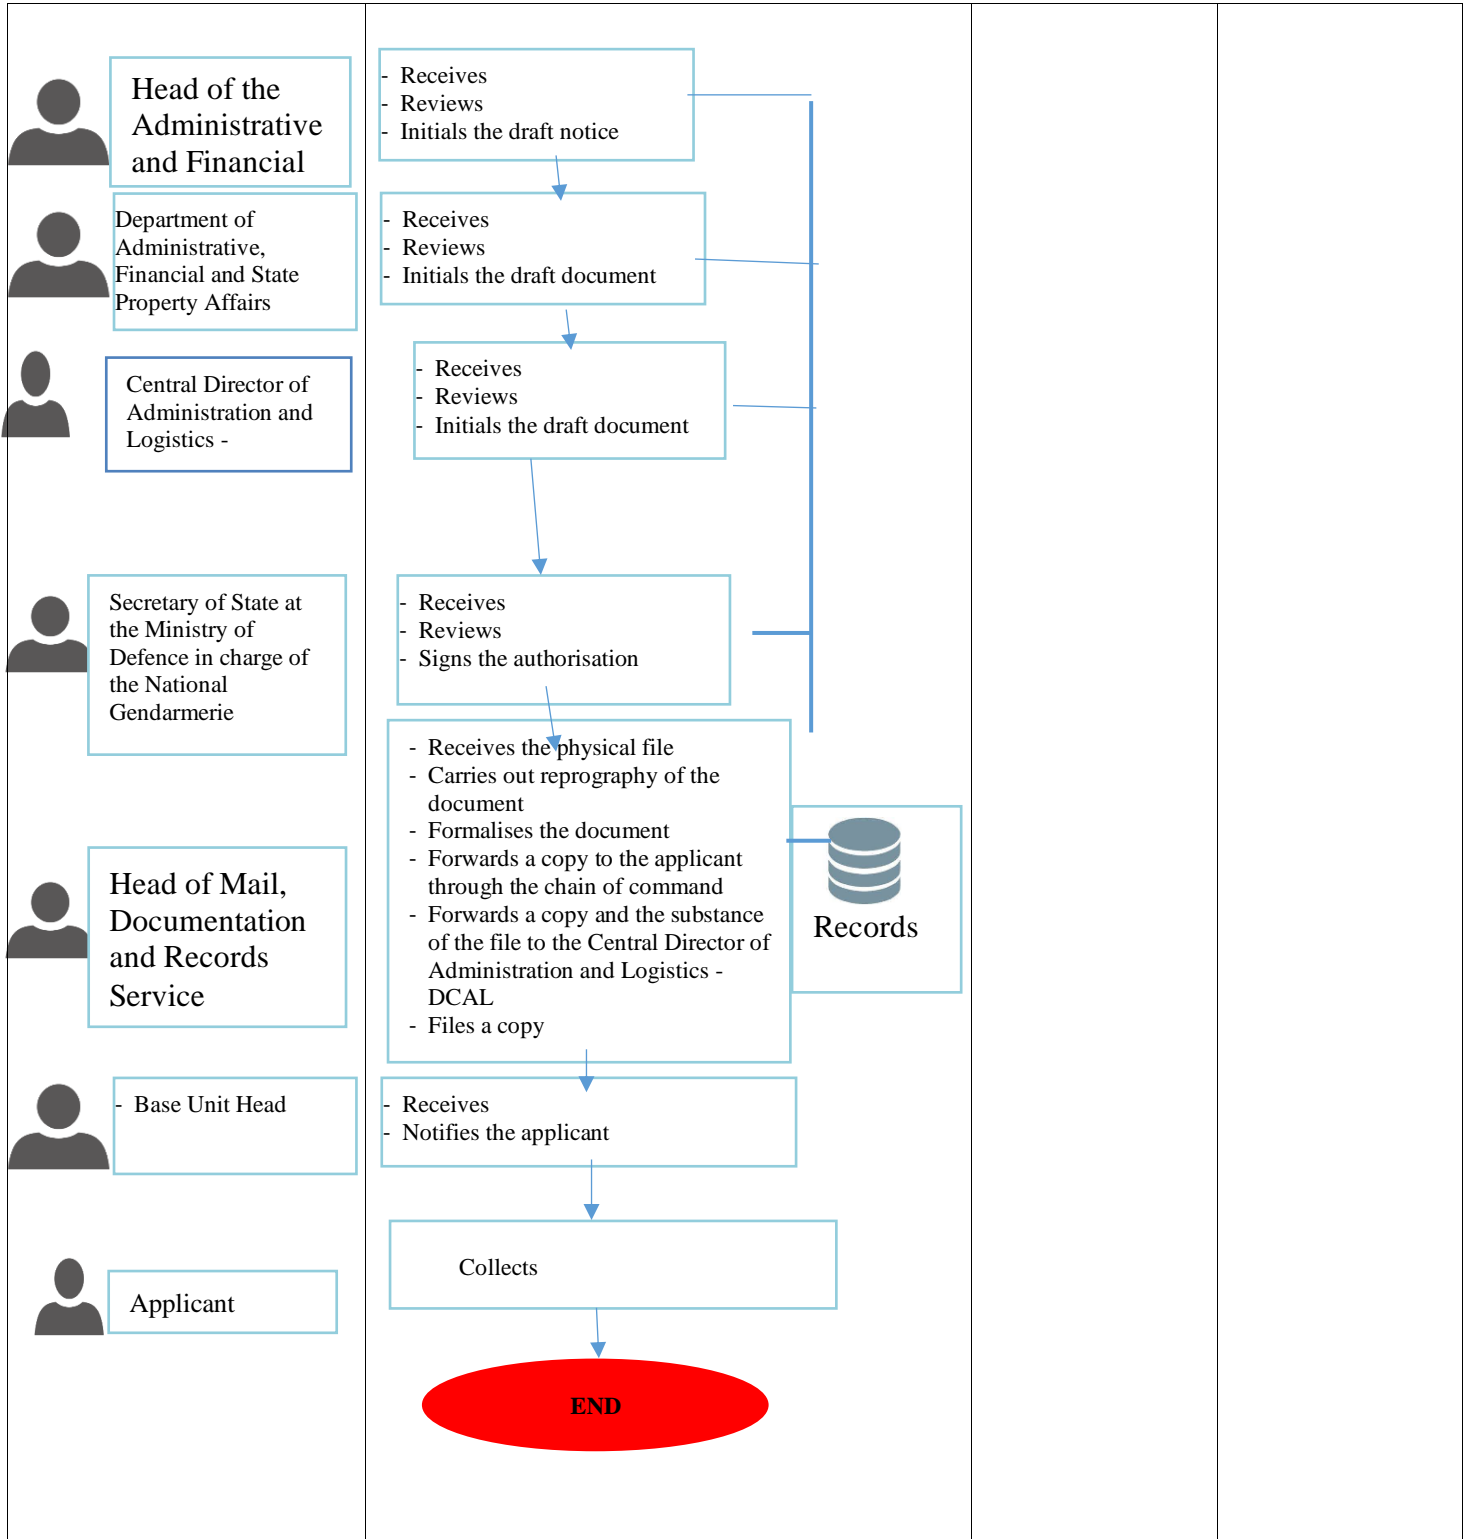 Head of the
Administrative
and Financial
- Receives
- Reviews
- Initials the draft notice
Department of
Administrative,
Financial and State
Property Affairs
- Receives
- Reviews
- Initials the draft document
Central Director of
Administration and
Logistics -
- Receives
- Reviews
- Initials the draft document
Secretary of State at
the Ministry of
Defence in charge of
the National
Gendarmerie
- Receives
- Reviews
- Signs the authorisation
Head of Mail,
Documentation
and Records
Service
- Receives the physical file
- Carries out reprography of the
document
- Formalises the document
- Forwards a copy to the applicant
through the chain of command
- Forwards a copy and the substance
of the file to the Central Director of
Administration and Logistics -
DCAL
- Files a copy
Records
- Base Unit Head
- Receives
- Notifies the applicant
Applicant
Collects
END